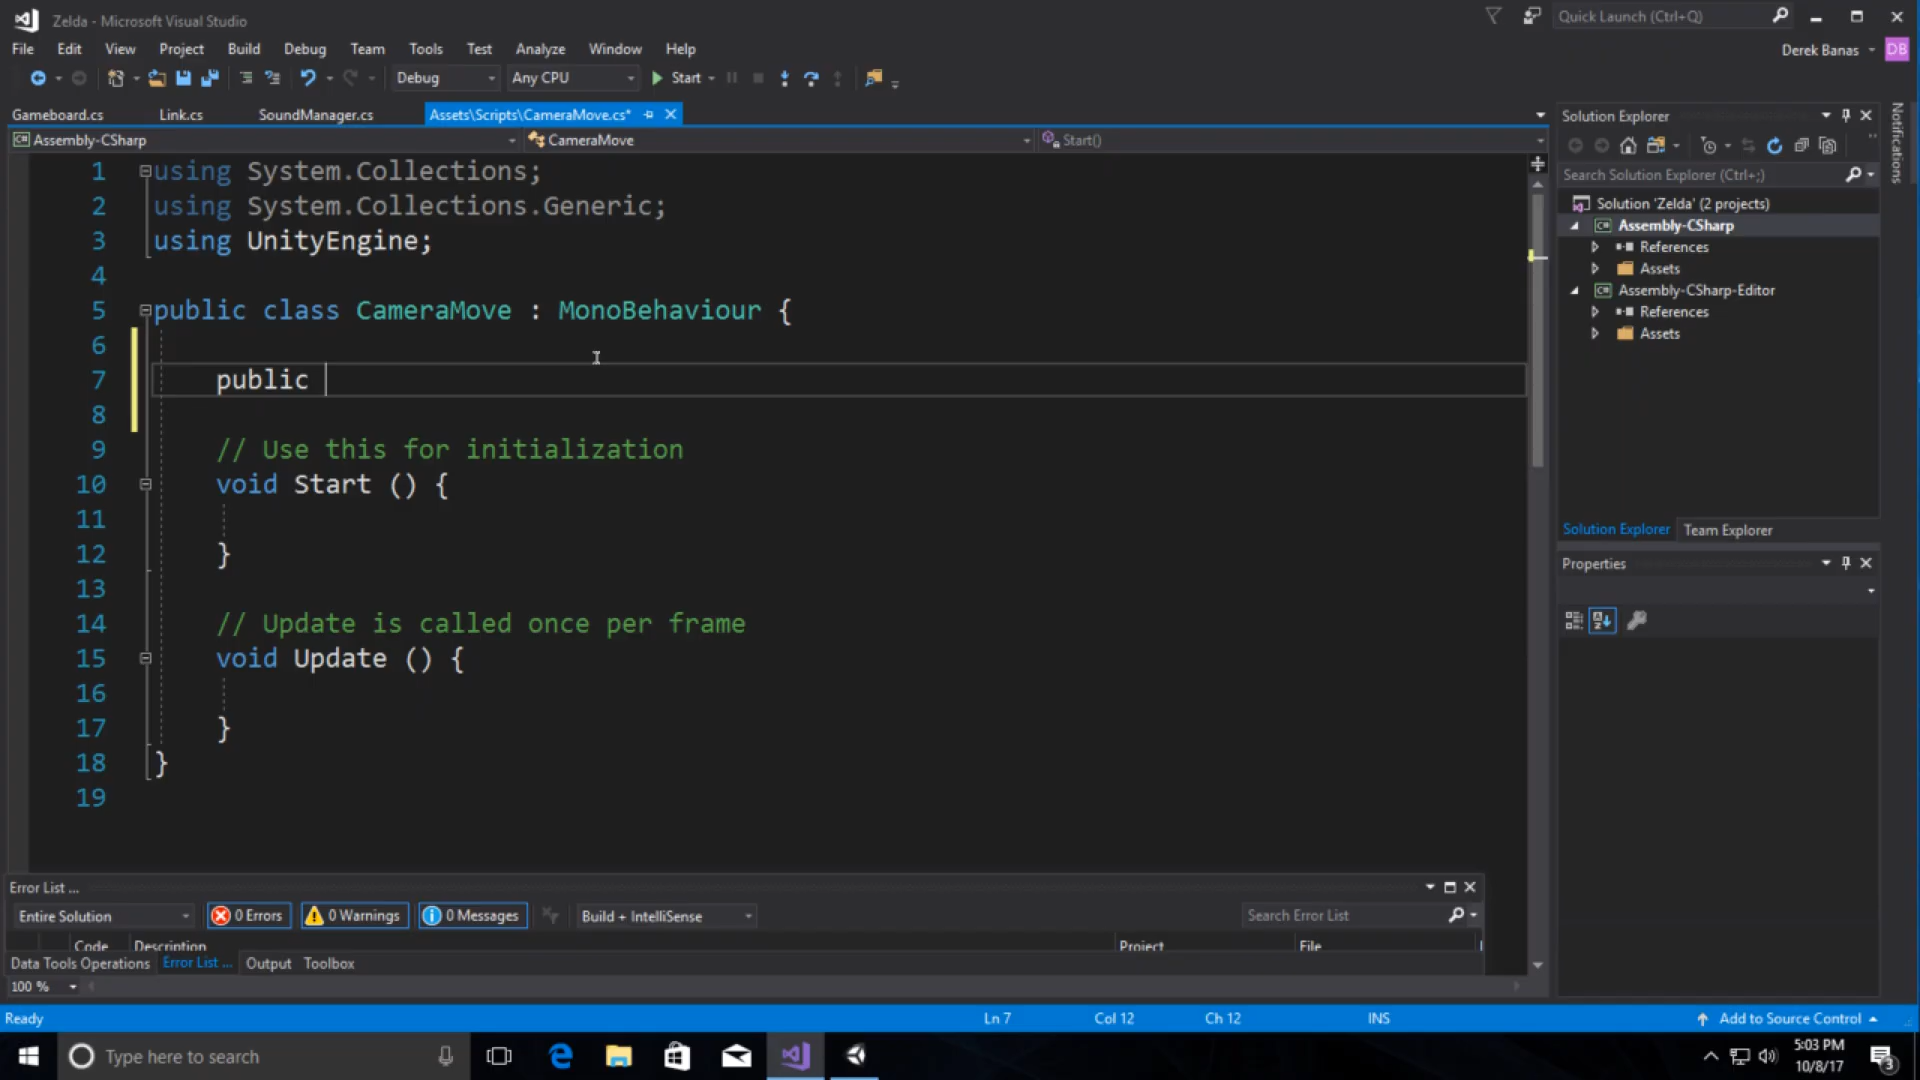 Zelda - Microsoft Visual Studio
Quick Launch (Ctrl+Q)
File Edit View Project Build Debug Team Tools Test Analyze Window Help
Derek Banas DB
Debug Any CPU Start
Gameboard.cs Link.cs SoundManager.cs Assets\Scripts\CameraMove.cs*
Assembly-CSharp CameraMove Start()
1 using System.Collections;
2 using System.Collections.Generic;
3 using UnityEngine;
4
5 public class CameraMove : MonoBehaviour {
6
7 public
8
9 // Use this for initialization
10 void Start () {
11
12 }
13
14 // Update is called once per frame
15 void Update () {
16
17 }
18 }
19
Solution Explorer
Search Solution Explorer (Ctrl+;)
Solution 'Zelda' (2 projects)
Assembly-CSharp
References
Assets
Assembly-CSharp-Editor
References
Assets
Solution Explorer Team Explorer
Properties
Notifications
Error List ...
Entire Solution 0 Errors 0 Warnings 0 Messages Build + IntelliSense Search Error List
Code Description Project File
Data Tools Operations Error List ... Output Toolbox
100 %
Ready Ln 7 Col 12 Ch 12 INS Add to Source Control
Type here to search
5:03 PM
10/8/17
3